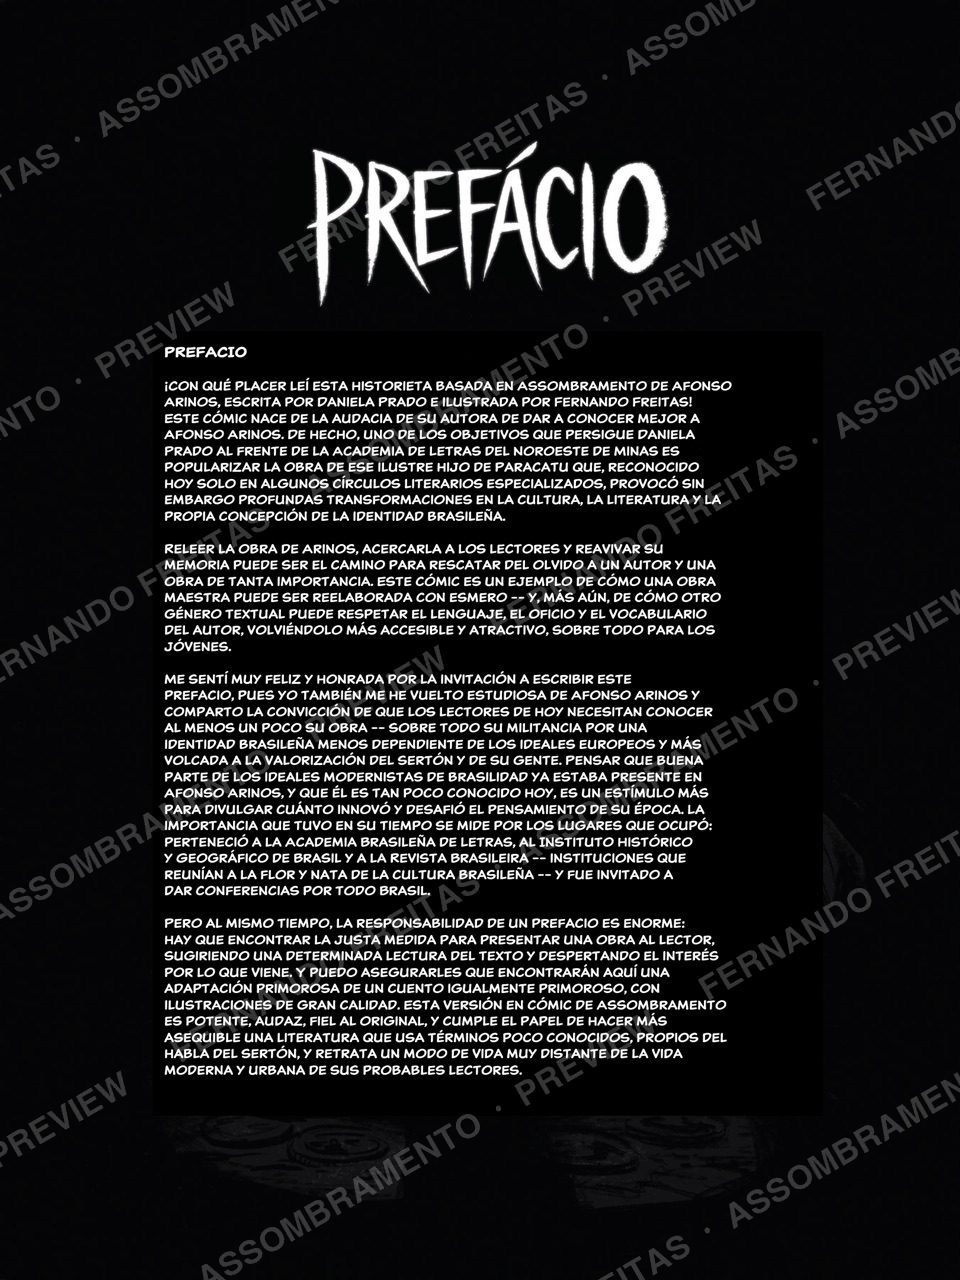 PREFÁCIO
PREFACIO
¡CON QUÉ PLACER LEÍ ESTA HISTORIETA BASADA EN ASSOMBRAMENTO DE AFONSO
ARINOS, ESCRITA POR DANIELA PRADO E ILUSTRADA POR FERNANDO FREITAS!
ESTE CÓMIC NACE DE LA AUDACIA DE SU AUTORA DE DAR A CONOCER MEJOR A
AFONSO ARINOS. DE HECHO, UNO DE LOS OBJETIVOS QUE PERSIGUE DANIELA
PRADO AL FRENTE DE LA ACADEMIA DE LETRAS DEL NOROESTE DE MINAS ES
POPULARIZAR LA OBRA DE ESE ILUSTRE HIJO DE PARACATU QUE, RECONOCIDO
HOY SOLO EN ALGUNOS CÍRCULOS LITERARIOS ESPECIALIZADOS, PROVOCÓ SIN
EMBARGO PROFUNDAS TRANSFORMACIONES EN LA CULTURA, LA LITERATURA Y LA
PROPIA CONCEPCIÓN DE LA IDENTIDAD BRASILEÑA.
RELEER LA OBRA DE ARINOS, ACERCARLA A LOS LECTORES Y REAVIVAR SU
MEMORIA PUEDE SER EL CAMINO PARA RESCATAR DEL OLVIDO A UN AUTOR Y UNA
OBRA DE TANTA IMPORTANCIA. ESTE CÓMIC ES UN EJEMPLO DE CÓMO UNA OBRA
MAESTRA PUEDE SER REELABORADA CON ESMERO -- Y, MÁS AÚN, DE CÓMO OTRO
GÉNERO TEXTUAL PUEDE RESPETAR EL LENGUAJE, EL OFICIO Y EL VOCABULARIO
DEL AUTOR, VOLVIÉNDOLO MÁS ACCESIBLE Y ATRACTIVO, SOBRE TODO PARA LOS
JÓVENES.
ME SENTÍ MUY FELIZ Y HONRADA POR LA INVITACIÓN A ESCRIBIR ESTE
PREFACIO, PUES YO TAMBIÉN ME HE VUELTO ESTUDIOSA DE AFONSO ARINOS Y
COMPARTO LA CONVICCIÓN DE QUE LOS LECTORES DE HOY NECESITAN CONOCER
AL MENOS UN POCO SU OBRA -- SOBRE TODO SU MILITANCIA POR UNA
IDENTIDAD BRASILEÑA MENOS DEPENDIENTE DE LOS IDEALES EUROPEOS Y MÁS
VOLCADA A LA VALORIZACIÓN DEL SERTÓN Y DE SU GENTE. PENSAR QUE BUENA
PARTE DE LOS IDEALES MODERNISTAS DE BRASILIDAD YA ESTABA PRESENTE EN
AFONSO ARINOS, Y QUE ÉL ES TAN POCO CONOCIDO HOY, ES UN ESTÍMULO MÁS
PARA DIVULGAR CUÁNTO INNOVÓ Y DESAFIÓ EL PENSAMIENTO DE SU ÉPOCA. LA
IMPORTANCIA QUE TUVO EN SU TIEMPO SE MIDE POR LOS LUGARES QUE OCUPÓ:
PERTENECIÓ A LA ACADEMIA BRASILEÑA DE LETRAS, AL INSTITUTO HISTÓRICO
Y GEOGRÁFICO DE BRASIL Y A LA REVISTA BRASILEIRA -- INSTITUCIONES QUE
REUNÍAN A LA FLOR Y NATA DE LA CULTURA BRASILEÑA -- Y FUE INVITADO A
DAR CONFERENCIAS POR TODO BRASIL.
PERO AL MISMO TIEMPO, LA RESPONSABILIDAD DE UN PREFACIO ES ENORME:
HAY QUE ENCONTRAR LA JUSTA MEDIDA PARA PRESENTAR UNA OBRA AL LECTOR,
SUGIRIENDO UNA DETERMINADA LECTURA DEL TEXTO Y DESPERTANDO EL INTERÉS
POR LO QUE VIENE. Y PUEDO ASEGURARLES QUE ENCONTRARÁN AQUÍ UNA
ADAPTACIÓN PRIMOROSA DE UN CUENTO IGUALMENTE PRIMOROSO, CON
ILUSTRACIONES DE GRAN CALIDAD. ESTA VERSIÓN EN CÓMIC DE ASSOMBRAMENTO
ES POTENTE, AUDAZ, FIEL AL ORIGINAL, Y CUMPLE EL PAPEL DE HACER MÁS
ASEQUIBLE UNA LITERATURA QUE USA TÉRMINOS POCO CONOCIDOS, PROPIOS DEL
HABLA DEL SERTÓN, Y RETRATA UN MODO DE VIDA MUY DISTANTE DE LA VIDA
MODERNA Y URBANA DE SUS PROBABLES LECTORES.
FERNANDO FREITAS · ASSOMBRAMENTO · PREVIEW